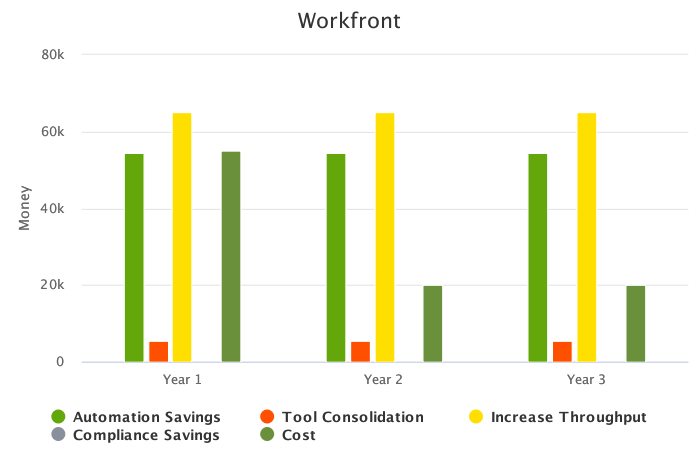 Workfront
80k
60k
40k
20k
0
Money
Year 1 Year 2 Year 3
Automation Savings Tool Consolidation Increase Throughput
Compliance Savings Cost